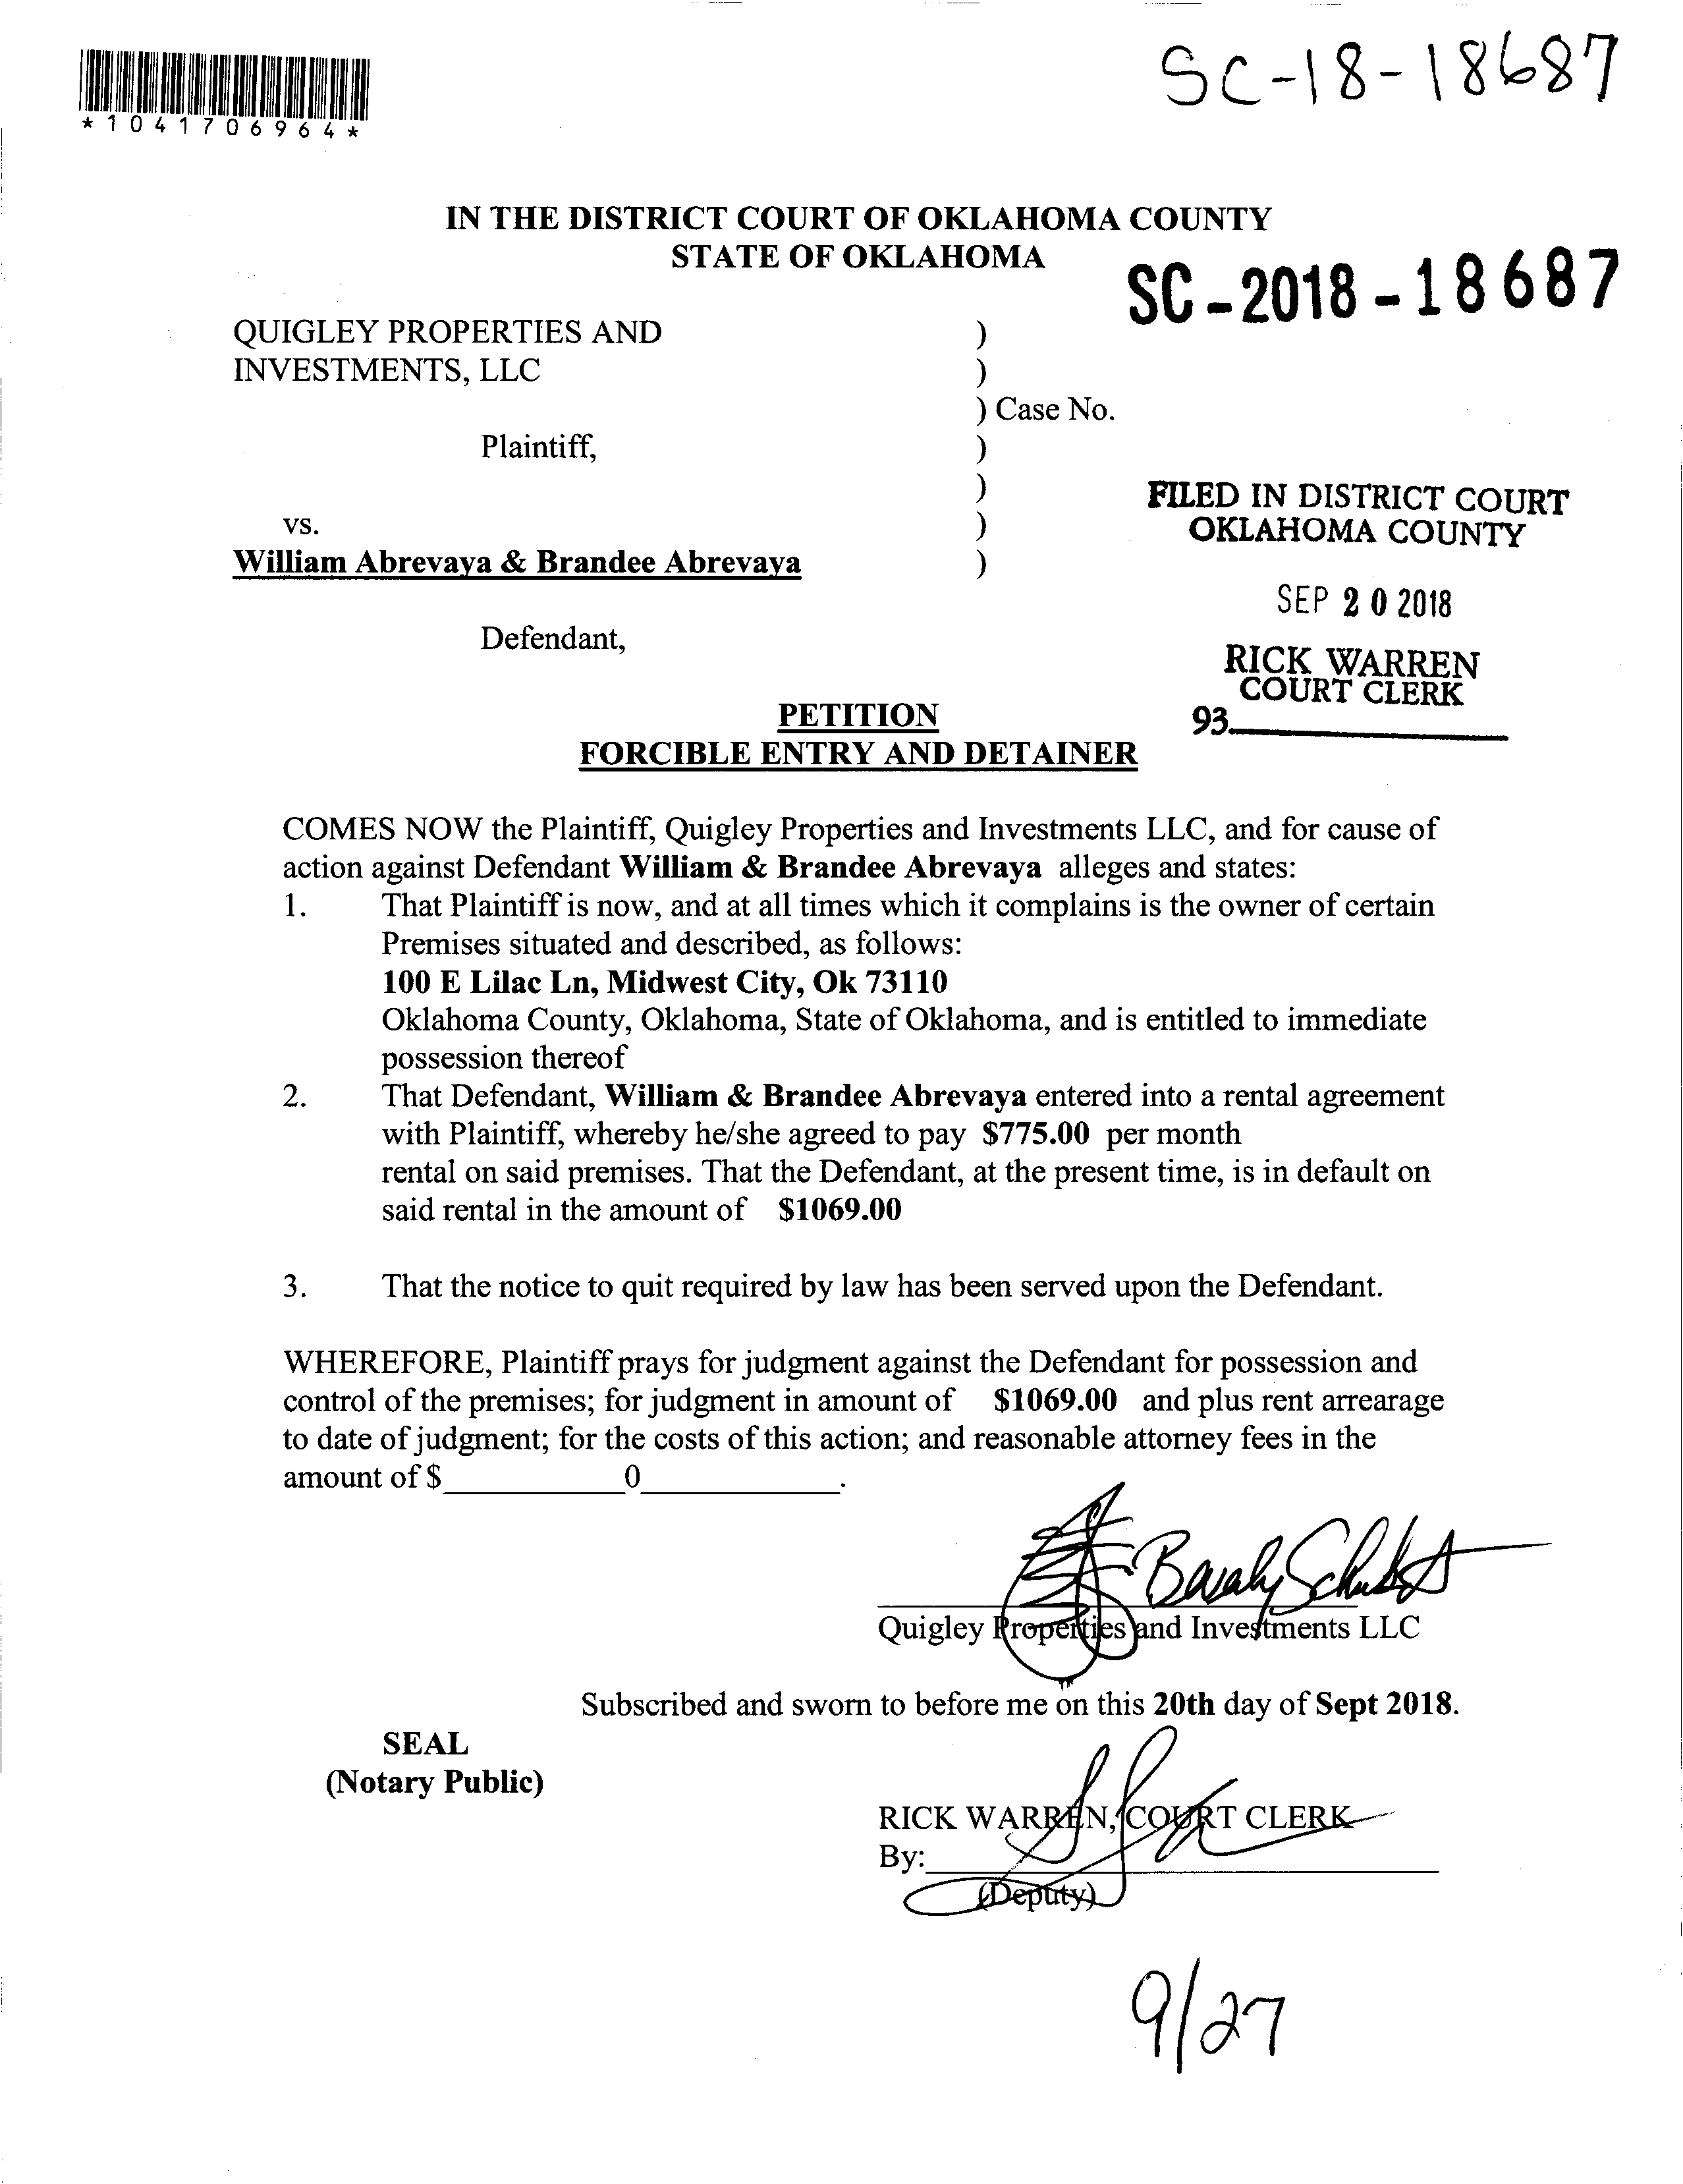 SC-18-18687
*1041706964*
IN THE DISTRICT COURT OF OKLAHOMA COUNTY
STATE OF OKLAHOMA
SC-2018-18687
QUIGLEY PROPERTIES AND )
INVESTMENTS, LLC )
) Case No.
Plaintiff, )
)
vs. )
William Abrevaya & Brandee Abrevaya )
Defendant,
FILED IN DISTRICT COURT
OKLAHOMA COUNTY
SEP 20 2018
RICK WARREN
COURT CLERK
93
PETITION
FORCIBLE ENTRY AND DETAINER
COMES NOW the Plaintiff, Quigley Properties and Investments LLC, and for cause of
action against Defendant William & Brandee Abrevaya alleges and states:
1. That Plaintiff is now, and at all times which it complains is the owner of certain
Premises situated and described, as follows:
100 E Lilac Ln, Midwest City, Ok 73110
Oklahoma County, Oklahoma, State of Oklahoma, and is entitled to immediate
possession thereof
2. That Defendant, William & Brandee Abrevaya entered into a rental agreement
with Plaintiff, whereby he/she agreed to pay $775.00 per month
rental on said premises. That the Defendant, at the present time, is in default on
said rental in the amount of $1069.00
3. That the notice to quit required by law has been served upon the Defendant.
WHEREFORE, Plaintiff prays for judgment against the Defendant for possession and
control of the premises; for judgment in amount of $1069.00 and plus rent arrearage
to date of judgment; for the costs of this action; and reasonable attorney fees in the
amount of $ 0 .
Quigley Properties and Investments LLC
Subscribed and sworn to before me on this 20th day of Sept 2018.
SEAL
(Notary Public)
RICK WARREN, COURT CLERK
By:
(Deputy)
9/27